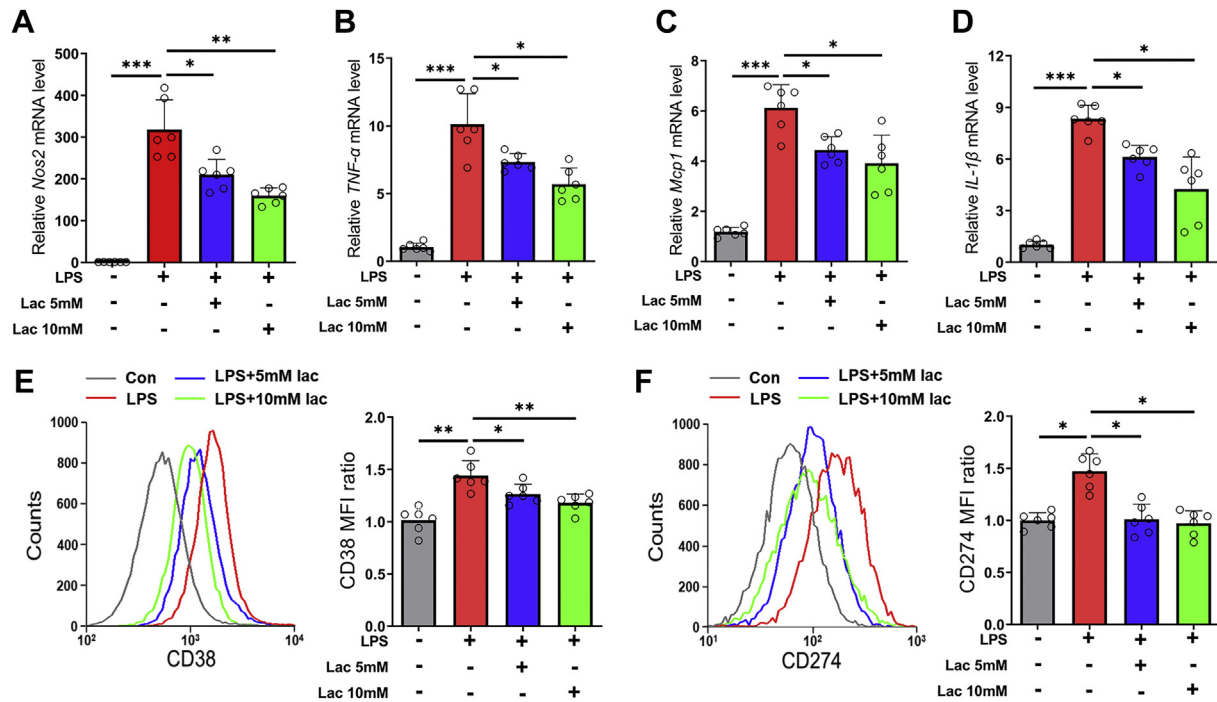 A
Relative Nos2 mRNA level
500
400
300
200
100
0
*** * **
LPS - + + +
Lac 5mM - - + -
Lac 10mM - - - +
B
Relative TNF-α mRNA level
15
10
5
0
*** * *
LPS - + + +
Lac 5mM - - + -
Lac 10mM - - - +
C
Relative Mcp1 mRNA level
8
6
4
2
0
*** * *
LPS - + + +
Lac 5mM - - + -
Lac 10mM - - - +
D
Relative IL-1β mRNA level
12
9
6
3
0
*** * *
LPS - + + +
Lac 5mM - - + -
Lac 10mM - - - +
E
Con LPS+5mM lac
LPS LPS+10mM lac
Counts
1000
800
600
400
200
0
10² 10³ 10⁴
CD38
CD38 MFI ratio
2.0
1.5
1.0
0.5
0.0
** * **
LPS - + + +
Lac 5mM - - + -
Lac 10mM - - - +
F
Con LPS+5mM lac
LPS LPS+10mM lac
Counts
1000
800
600
400
200
0
10¹ 10² 10³
CD274
CD274 MFI ratio
2.0
1.5
1.0
0.5
0.0
* * *
LPS - + + +
Lac 5mM - - + -
Lac 10mM - - - +